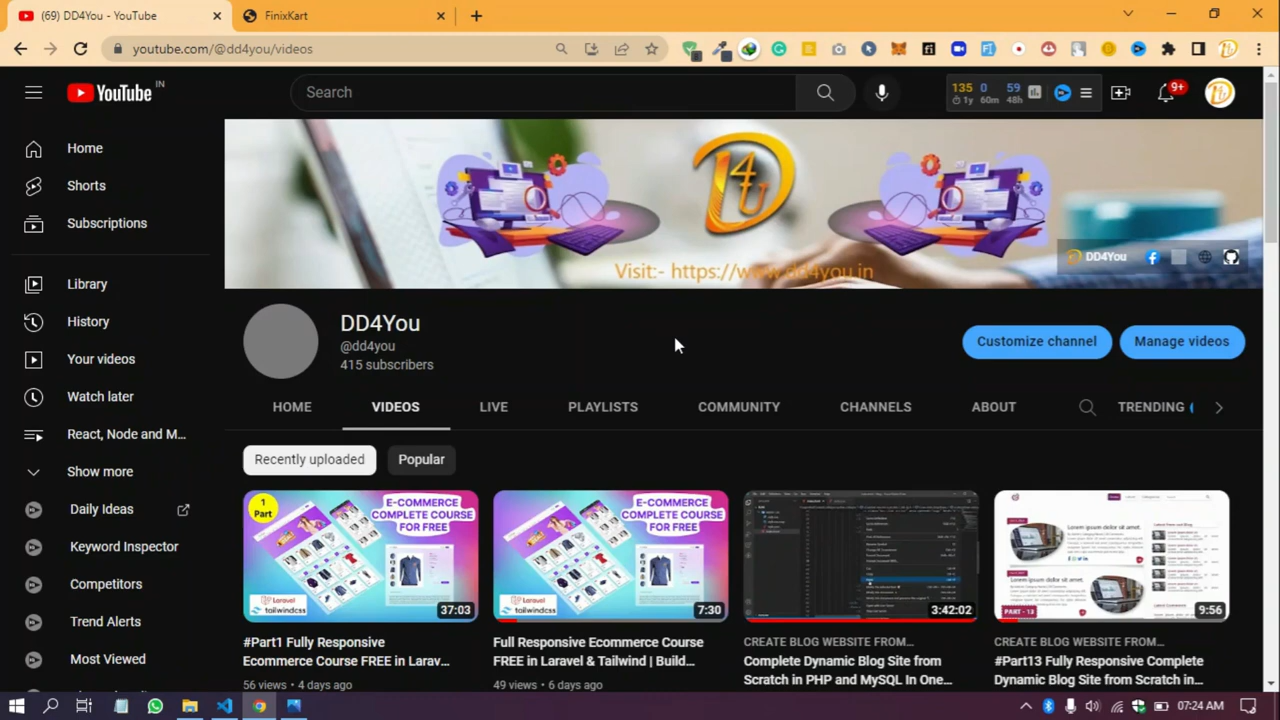 (69) DD4You - YouTube
FinixKart
youtube.com/@dd4you/videos
YouTube IN
Search
135 0 59
1y 60m 48h
9+
Home
Shorts
Subscriptions
Library
History
Your videos
Watch later
React, Node and M...
Show more
Daily Ideas
Keyword Inspector
Competitors
Trend Alerts
Most Viewed
Visit:- https://www.dd4you.in
DD4You
DD4You
@dd4you
415 subscribers
Customize channel
Manage videos
HOME
VIDEOS
LIVE
PLAYLISTS
COMMUNITY
CHANNELS
ABOUT
TRENDING
Recently uploaded
Popular
1
Part
E-COMMERCE
COMPLETE COURSE
FOR FREE
Laravel
tailwindcss
37:03
#Part1 Fully Responsive
Ecommerce Course FREE in Larav...
56 views • 4 days ago
E-COMMERCE
COMPLETE COURSE
FOR FREE
Laravel
tailwindcss
7:30
Full Responsive Ecommerce Course
FREE in Laravel & Tailwind | Build...
49 views • 6 days ago
3:42:02
CREATE BLOG WEBSITE FROM...
Complete Dynamic Blog Site from
Scratch in PHP and MySQL In One...
Lorem ipsum dolor sit amet.
Lorem ipsum dolor sit amet.
PART - 13
9:56
CREATE BLOG WEBSITE FROM...
#Part13 Fully Responsive Complete
Dynamic Blog Site from Scratch in...
07:24 AM